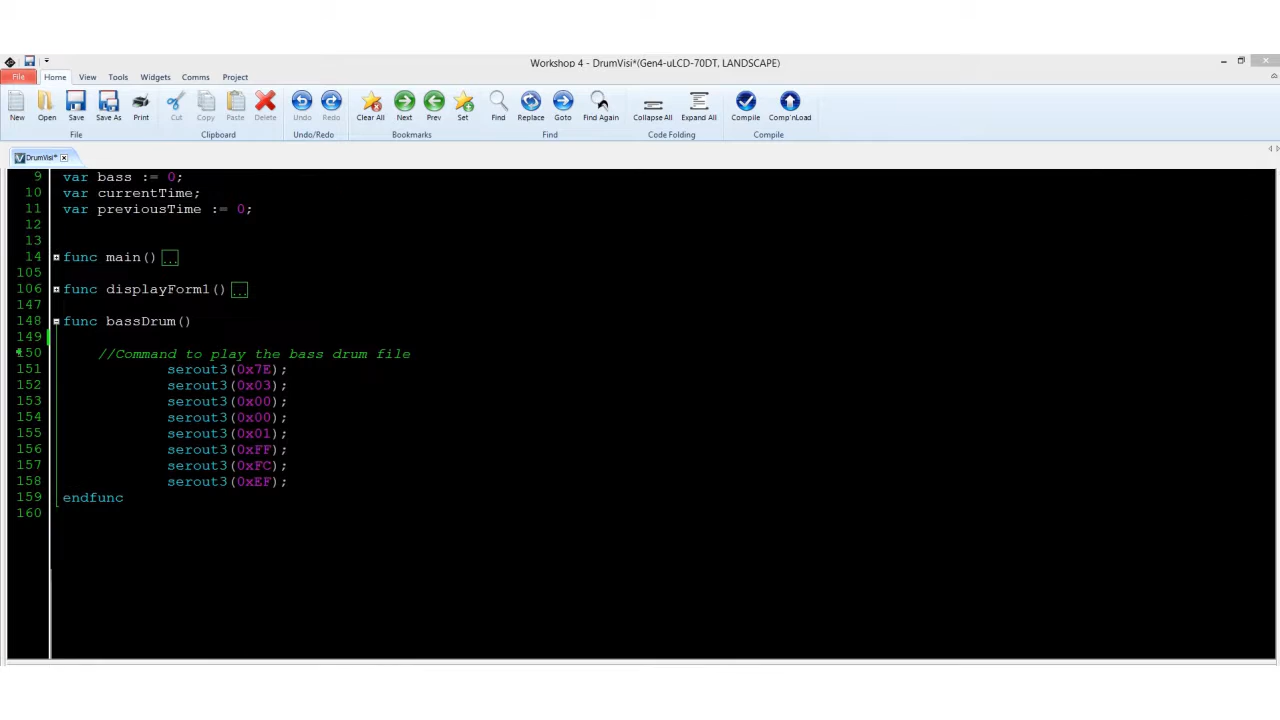 Workshop 4 - DrumVisi*(Gen4-uLCD-70DT, LANDSCAPE)
File Home View Tools Widgets Comms Project
New Open Save Save As Print Cut Copy Paste Delete Undo Redo Clear All Next Prev Set Find Replace Goto Find Again Collapse All Expand All Compile Comp'nLoad
File Clipboard Undo/Redo Bookmarks Find Code Folding Compile
DrumVisi*
9 var bass := 0;
10 var currentTime;
11 var previousTime := 0;
12
13
14 func main() ...
105
106 func displayForm1() ...
147
148 func bassDrum()
149
150 //Command to play the bass drum file
151 serout3(0x7E);
152 serout3(0x03);
153 serout3(0x00);
154 serout3(0x00);
155 serout3(0x01);
156 serout3(0xFF);
157 serout3(0xFC);
158 serout3(0xEF);
159 endfunc
160